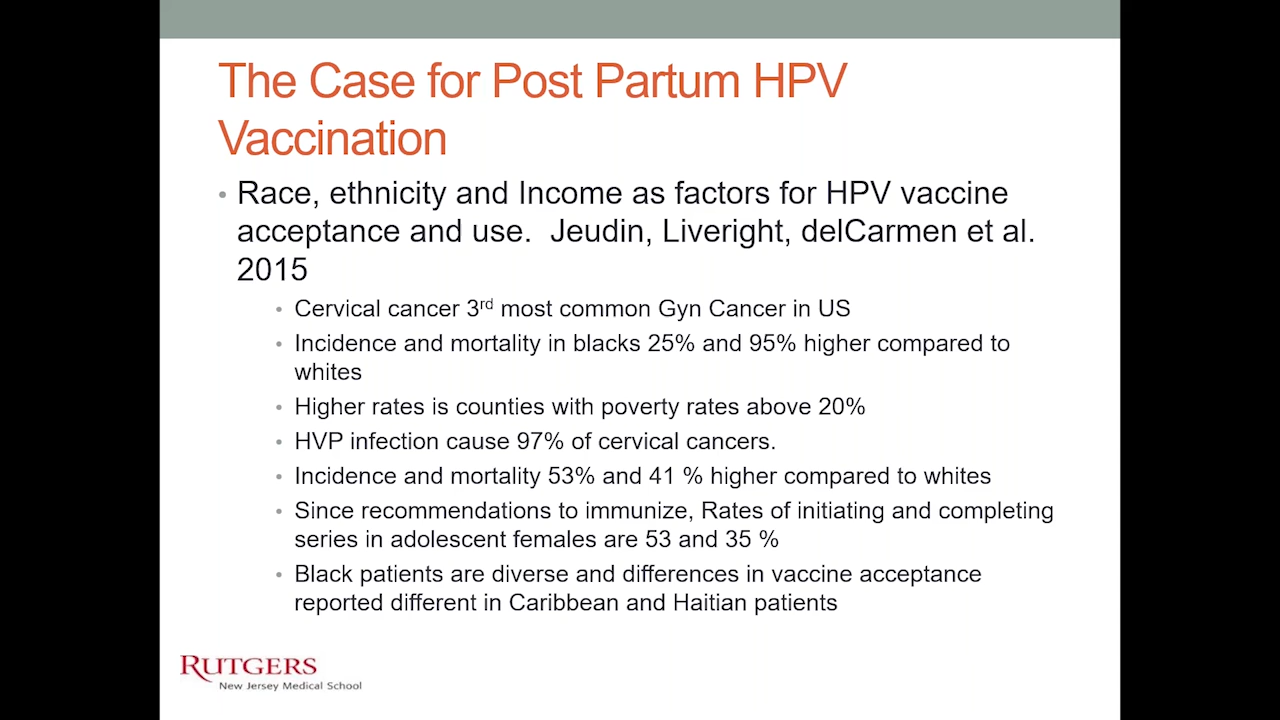 The Case for Post Partum HPV
Vaccination
• Race, ethnicity and Income as factors for HPV vaccine
acceptance and use.  Jeudin, Liveright, delCarmen et al.
2015
• Cervical cancer 3rd most common Gyn Cancer in US
• Incidence and mortality in blacks 25% and 95% higher compared to
whites
• Higher rates is counties with poverty rates above 20%
• HVP infection cause 97% of cervical cancers.
• Incidence and mortality 53% and 41 % higher compared to whites
• Since recommendations to immunize, Rates of initiating and completing
series in adolescent females are 53 and 35 %
• Black patients are diverse and differences in vaccine acceptance
reported different in Caribbean and Haitian patients
RUTGERS
New Jersey Medical School